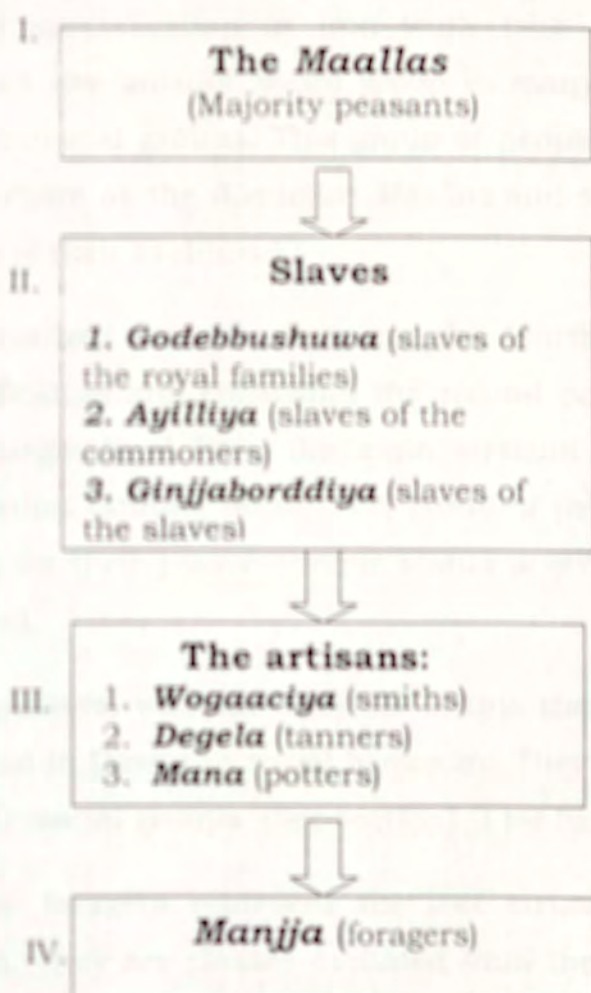 I.
The Maallas
(Majority peasants)
II.
Slaves
1. Godebbushuwa (slaves of
the royal families)
2. Ayilliya (slaves of the
commoners)
3. Ginjjaborddiya (slaves of
the slaves)
III.
The artisans:
1. Wogaaciya (smiths)
2. Degela (tanners)
3. Mana (potters)
IV.
Manjja (foragers)